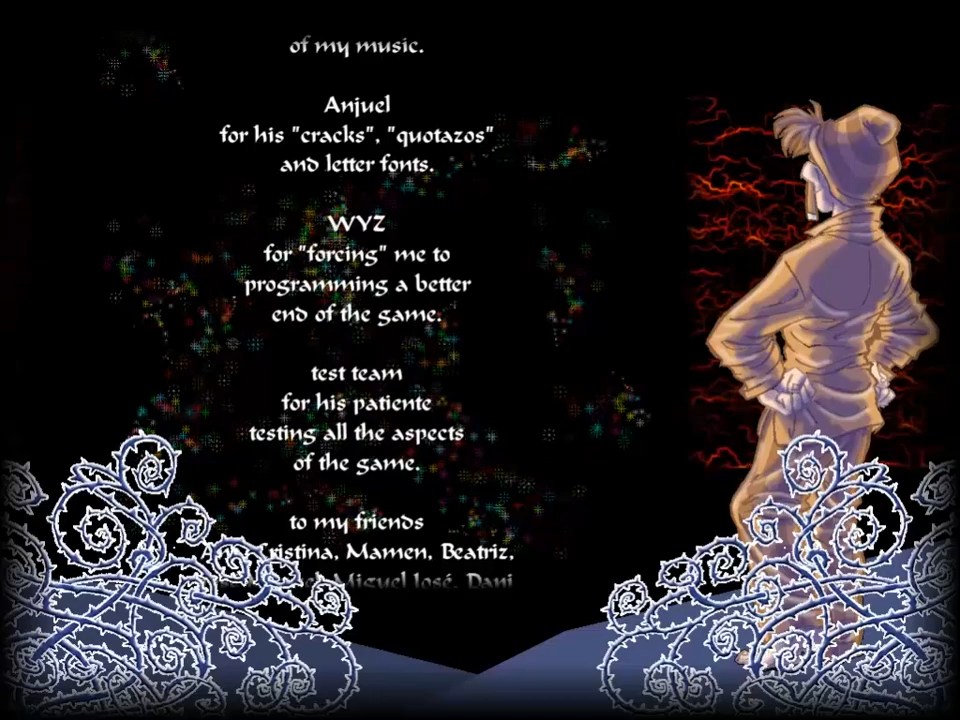 of my music.
Anjuel
for his "cracks", "quotazos"
and letter fonts.
WYZ
for "forcing" me to
programming a better
end of the game.
test team
for his patiente
testing all the aspects
of the game.
to my friends
Cristina, Mamen, Beatriz,
Miguel José, Dani